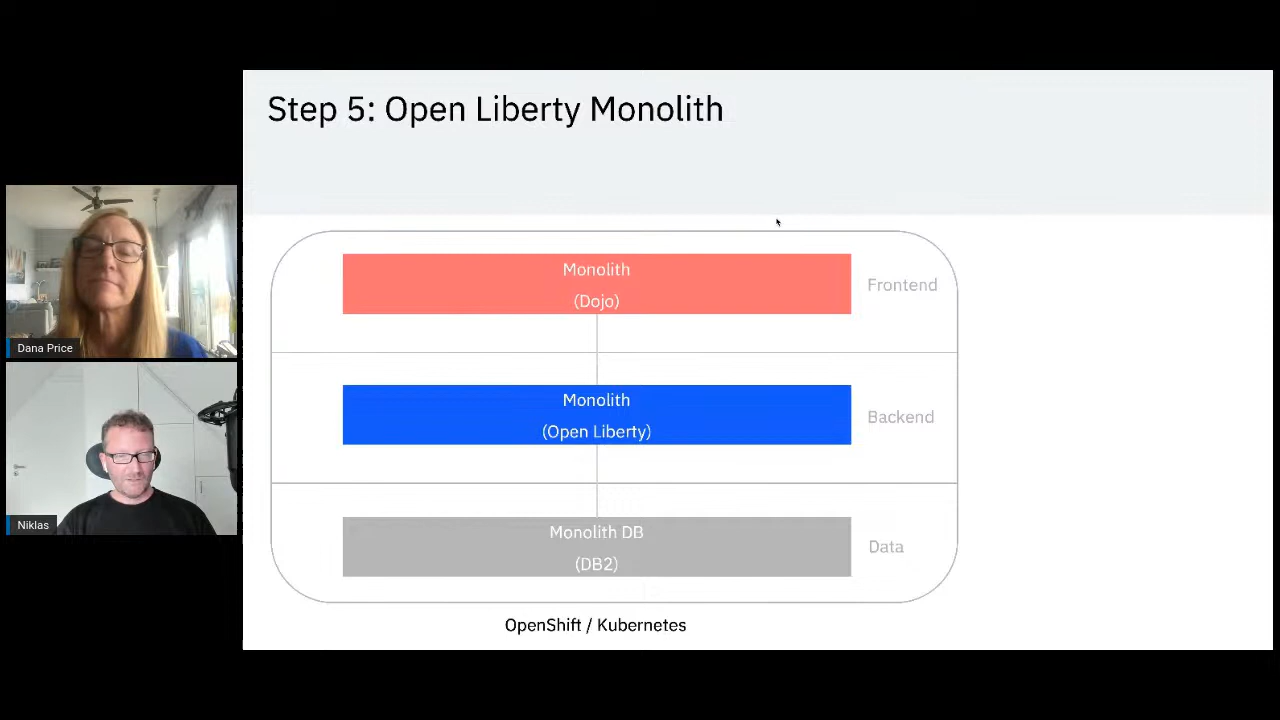 Step 5: Open Liberty Monolith
Monolith
(Dojo)
Frontend
Monolith
(Open Liberty)
Backend
Monolith DB
(DB2)
Data
OpenShift / Kubernetes
Dana Price
Niklas